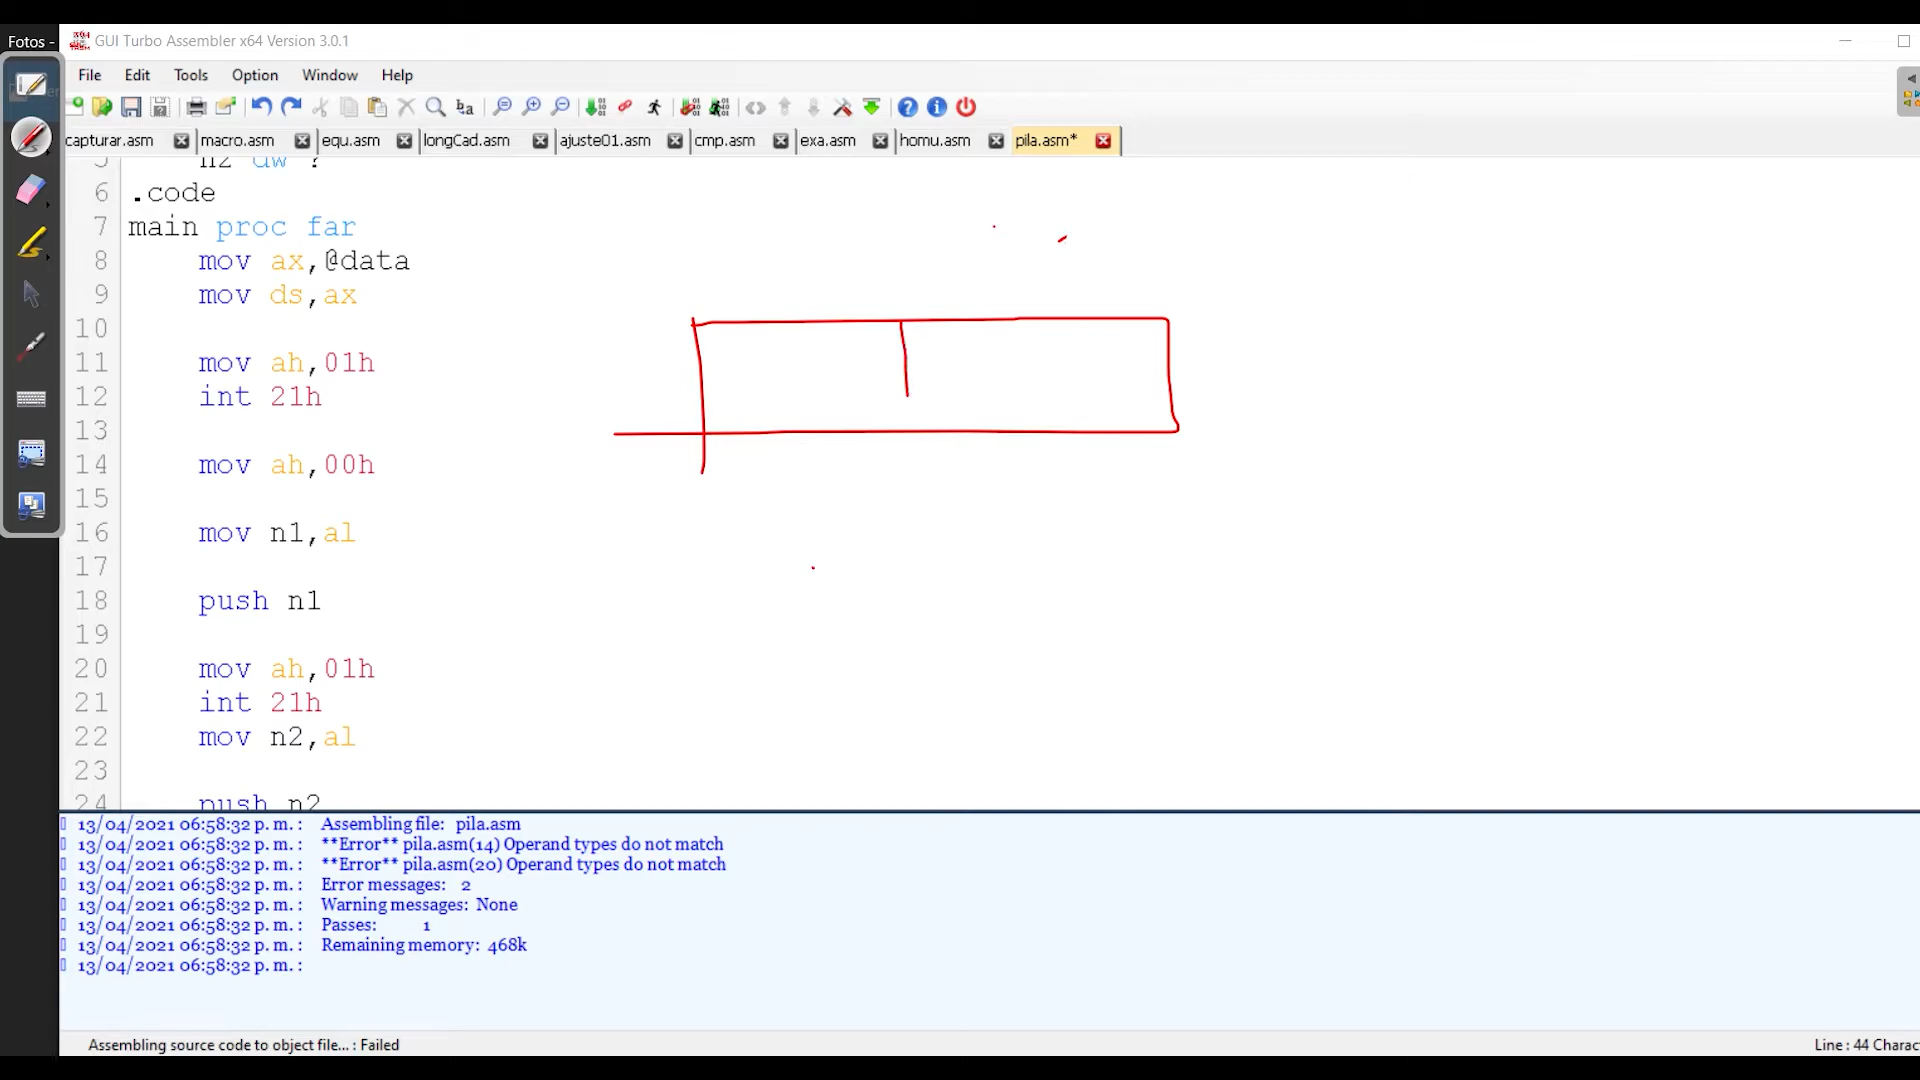 Fotos -
GUI Turbo Assembler x64 Version 3.0.1
File Edit Tools Option Window Help
capturar.asm macro.asm equ.asm longCad.asm ajuste01.asm cmp.asm exa.asm homu.asm pila.asm*
5 n2 dw ?
6 .code
7 main proc far
8 mov ax,@data
9 mov ds,ax
10
11 mov ah,01h
12 int 21h
13
14 mov ah,00h
15
16 mov n1,al
17
18 push n1
19
20 mov ah,01h
21 int 21h
22 mov n2,al
23
24 push n2
13/04/2021 06:58:32 p. m. : Assembling file: pila.asm
13/04/2021 06:58:32 p. m. : **Error** pila.asm(14) Operand types do not match
13/04/2021 06:58:32 p. m. : **Error** pila.asm(20) Operand types do not match
13/04/2021 06:58:32 p. m. : Error messages: 2
13/04/2021 06:58:32 p. m. : Warning messages: None
13/04/2021 06:58:32 p. m. : Passes: 1
13/04/2021 06:58:32 p. m. : Remaining memory: 468k
13/04/2021 06:58:32 p. m. :
Assembling source code to object file... : Failed
Line : 44 Charac